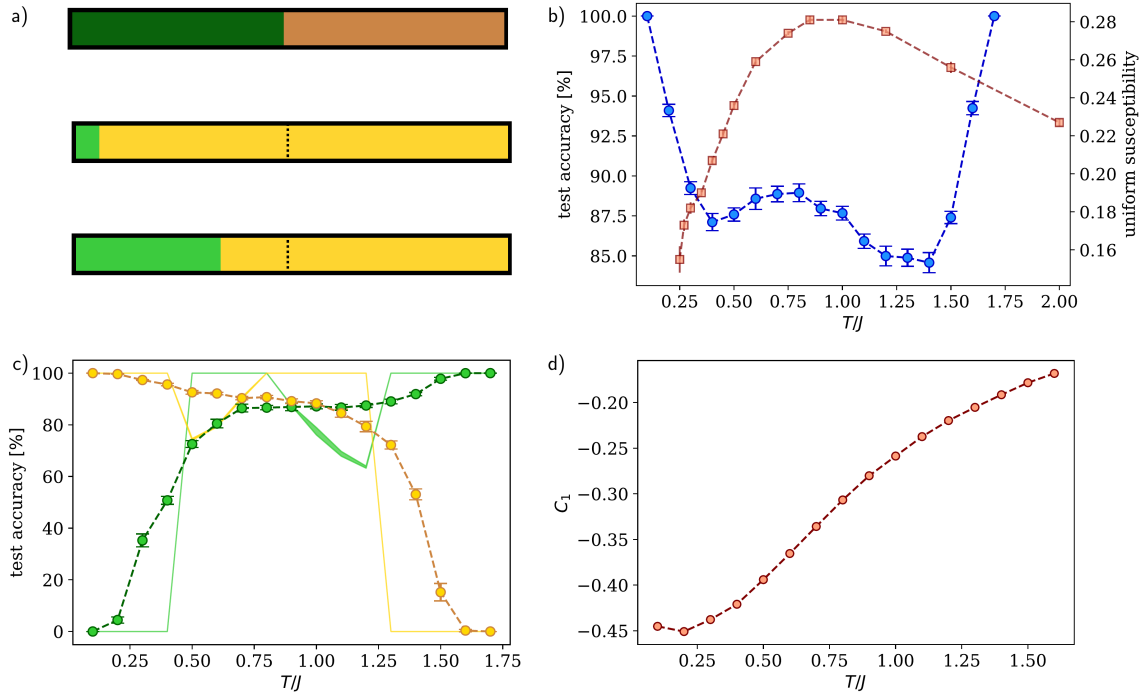 a)
b)
100.0
97.5
95.0
92.5
90.0
87.5
85.0
test accuracy [%]
0.28
0.26
0.24
0.22
0.20
0.18
0.16
uniform susceptibility
0.25 0.50 0.75 1.00 1.25 1.50 1.75 2.00
T/J
c)
100
80
60
40
20
0
test accuracy [%]
0.25 0.50 0.75 1.00 1.25 1.50 1.75
T/J
d)
−0.20
−0.25
−0.30
−0.35
−0.40
−0.45
C₁
0.25 0.50 0.75 1.00 1.25 1.50
T/J